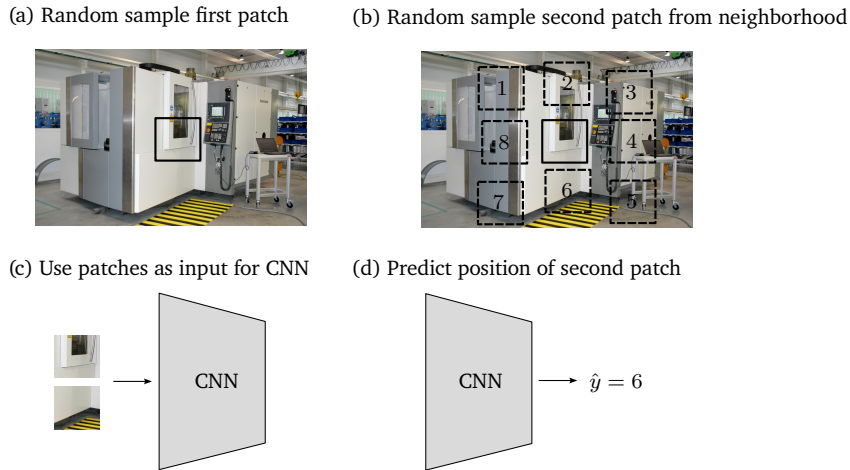 (a) Random sample first patch
(b) Random sample second patch from neighborhood
1 2 3
8 4
7 6 5
(c) Use patches as input for CNN
(d) Predict position of second patch
CNN
CNN
ŷ = 6